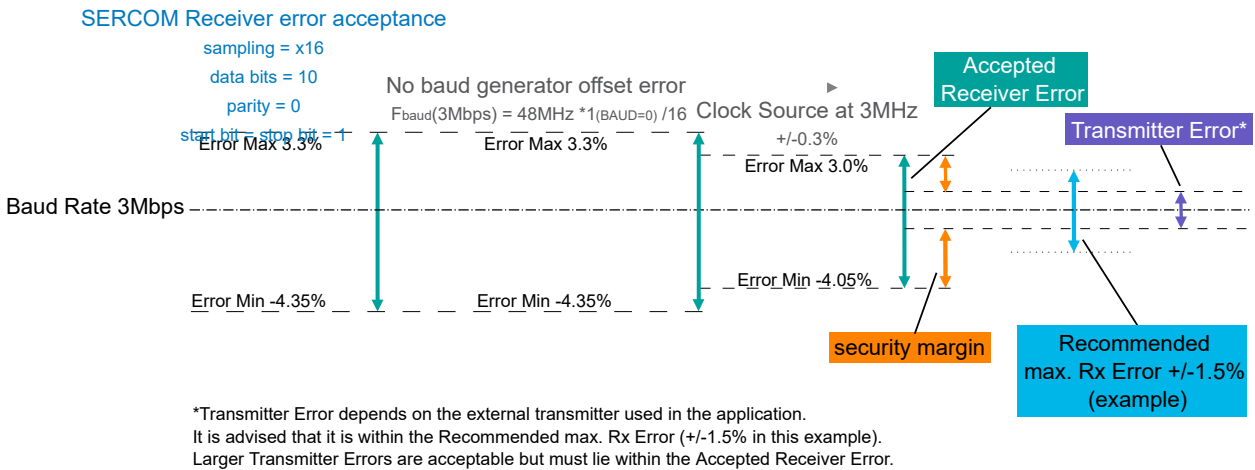 SERCOM Receiver error acceptance
sampling = x16
data bits = 10
parity = 0
start bit = stop bit = 1
No baud generator offset error
Fbaud(3Mbps) = 48MHz *1(BAUD=0) /16
Clock Source at 3MHz
+/-0.3%
Accepted
Receiver Error
Transmitter Error*
Error Max 3.3%
Error Max 3.3%
Error Max 3.0%
Baud Rate 3Mbps
Error Min -4.35%
Error Min -4.35%
Error Min -4.05%
security margin
Recommended
max. Rx Error +/-1.5%
(example)
*Transmitter Error depends on the external transmitter used in the application.
It is advised that it is within the Recommended max. Rx Error (+/-1.5% in this example).
Larger Transmitter Errors are acceptable but must lie within the Accepted Receiver Error.